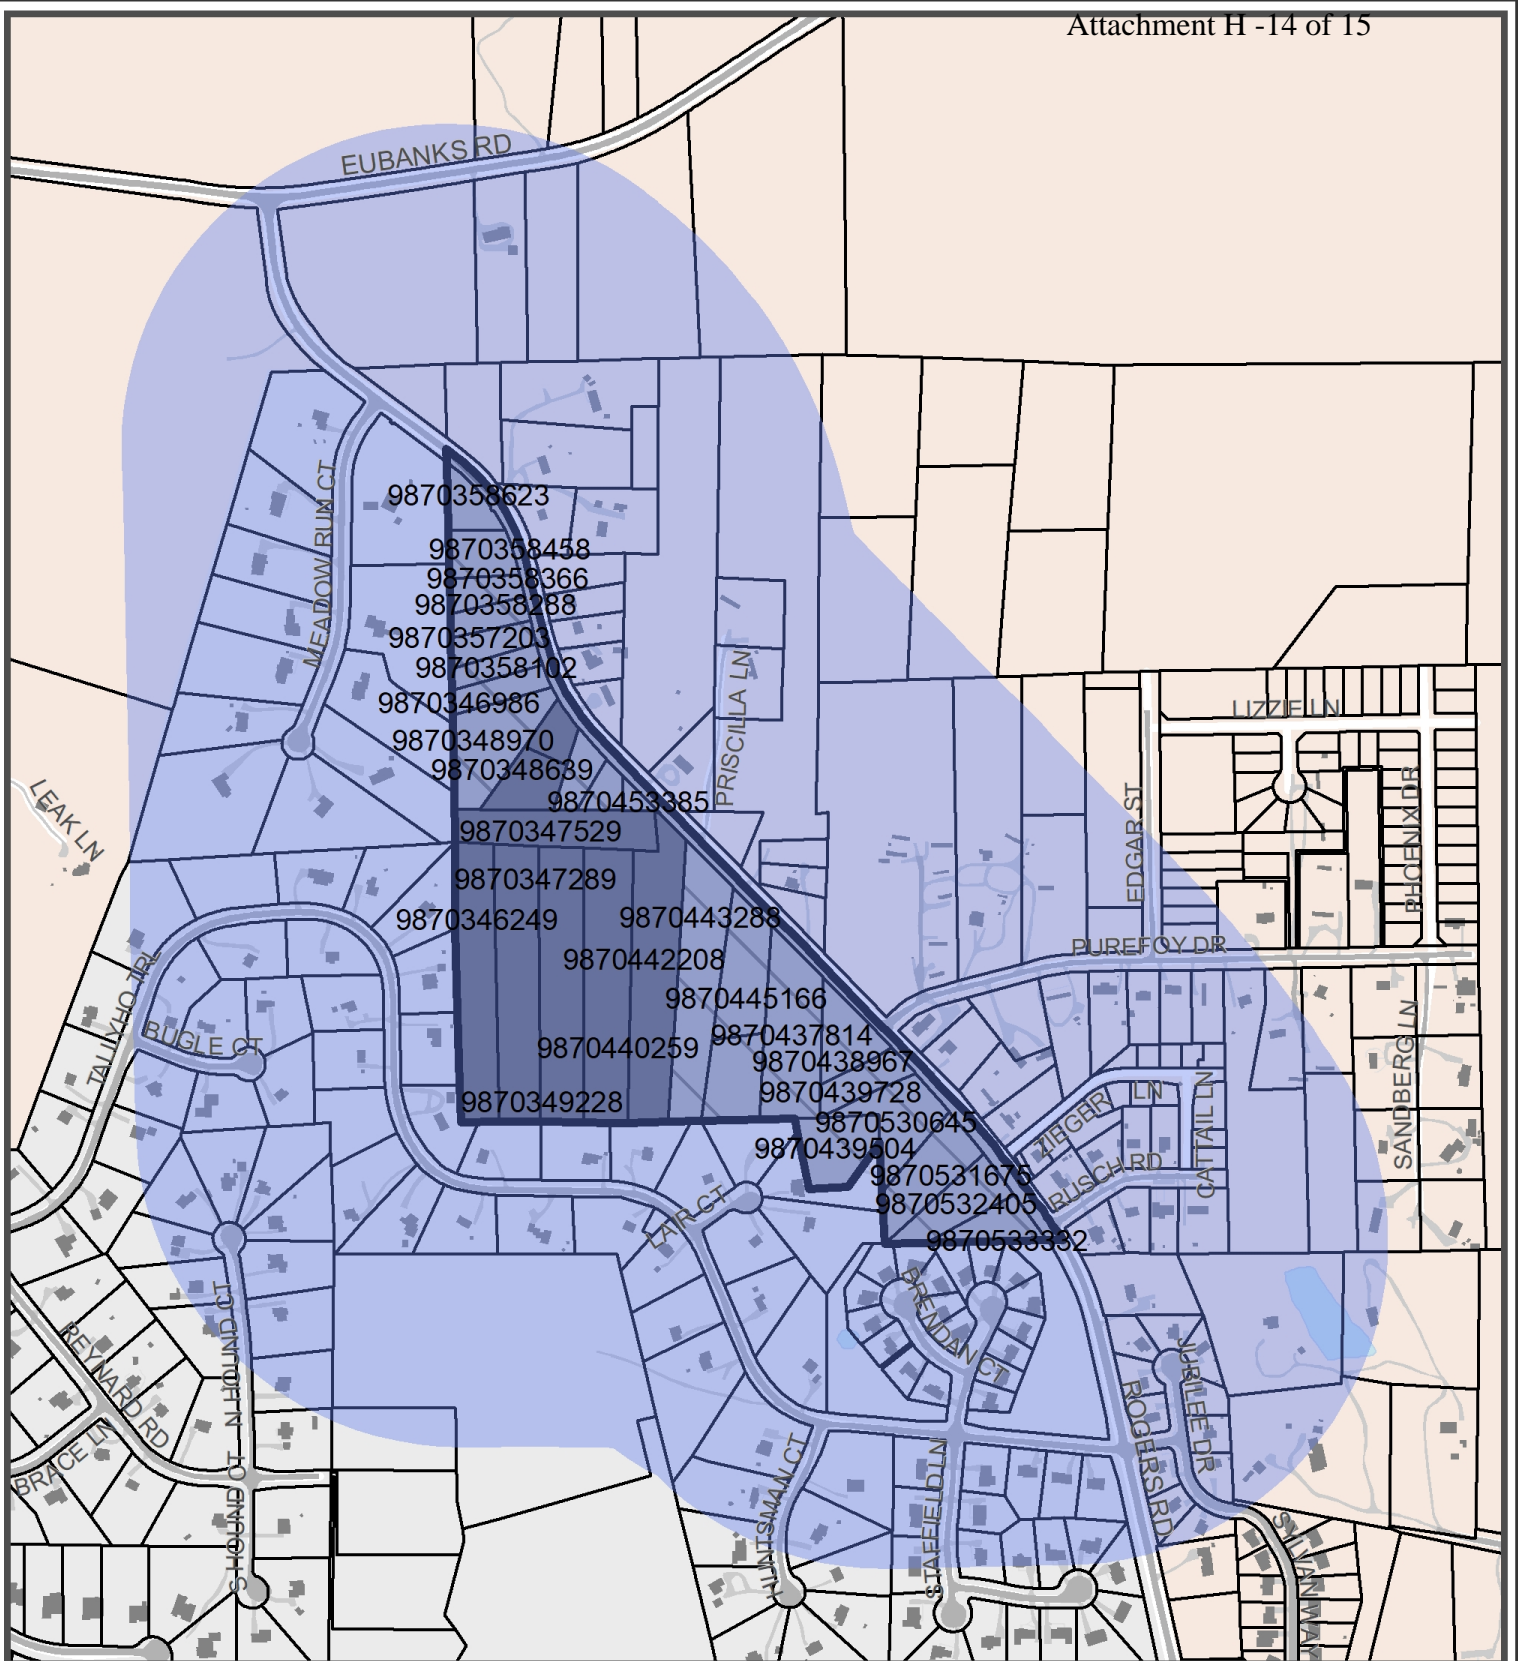 Attachment H -14 of 15
EUBANKS RD
MEADOW RUN CT
9870358623
9870358458
9870358366
9870358288
9870357203
9870358102
9870346986
9870348970
9870348639
9870453385
9870347529
9870347289
9870346249
9870443288
9870442208
9870445166
9870437814
9870440259
9870438967
9870439728
9870349228
9870530645
9870439504
9870531675
9870532405
9870533332
PRISCILLA LN
LIZZIE LN
EDGAR ST
PHOENIX DR
LEAK LN
PUREFOY DR
TALLYHO TRL
BUGLE CT
SANDBERG LN
ZIEGER LN
CATTAIL LN
RUSCH RD
LAIR CT
BRENDAN CT
S HOUND CT
N HOUND CT
REYNARD RD
BRACE LN
JUBILEE DR
ROGERS RD
HUNTSMAN CT
STAFFIELD LN
SYLVAN WAY